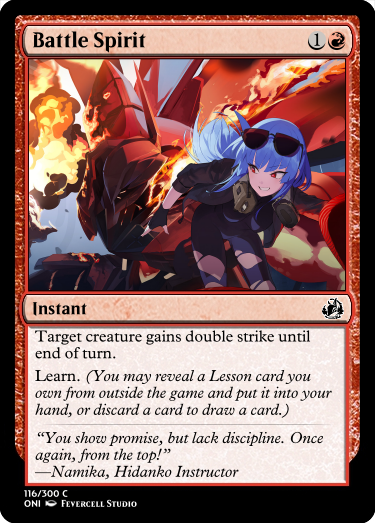 Battle Spirit 1
Instant
Target creature gains double strike until
end of turn.
Learn. (You may reveal a Lesson card you
own from outside the game and put it into your
hand, or discard a card to draw a card.)
“You show promise, but lack discipline. Once
again, from the top!”
—Namika, Hidanko Instructor
116/300 C
ONI Fevercell Studio